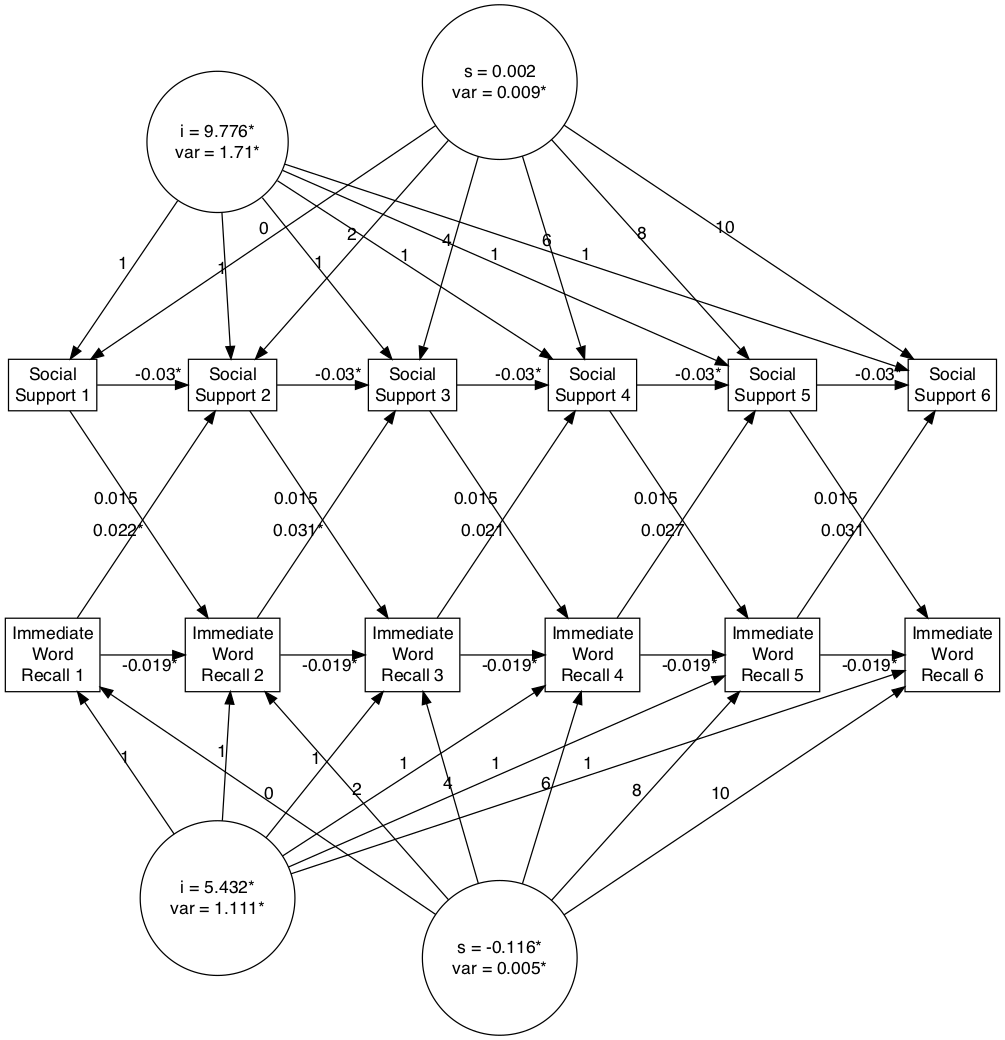 s = 0.002
var = 0.009*
i = 9.776*
var = 1.71*
0
2
4
6
8
10
1
1
1
1
1
1
Social
Support 1
-0.03*
Social
Support 2
-0.03*
Social
Support 3
-0.03*
Social
Support 4
-0.03*
Social
Support 5
-0.03*
Social
Support 6
0.015
0.015
0.015
0.015
0.015
0.022*
0.031*
0.021
0.027
0.031
Immediate
Word
Recall 1
-0.019*
Immediate
Word
Recall 2
-0.019*
Immediate
Word
Recall 3
-0.019*
Immediate
Word
Recall 4
-0.019*
Immediate
Word
Recall 5
-0.019*
Immediate
Word
Recall 6
1
1
1
1
1
1
0
2
4
6
8
10
i = 5.432*
var = 1.111*
s = -0.116*
var = 0.005*